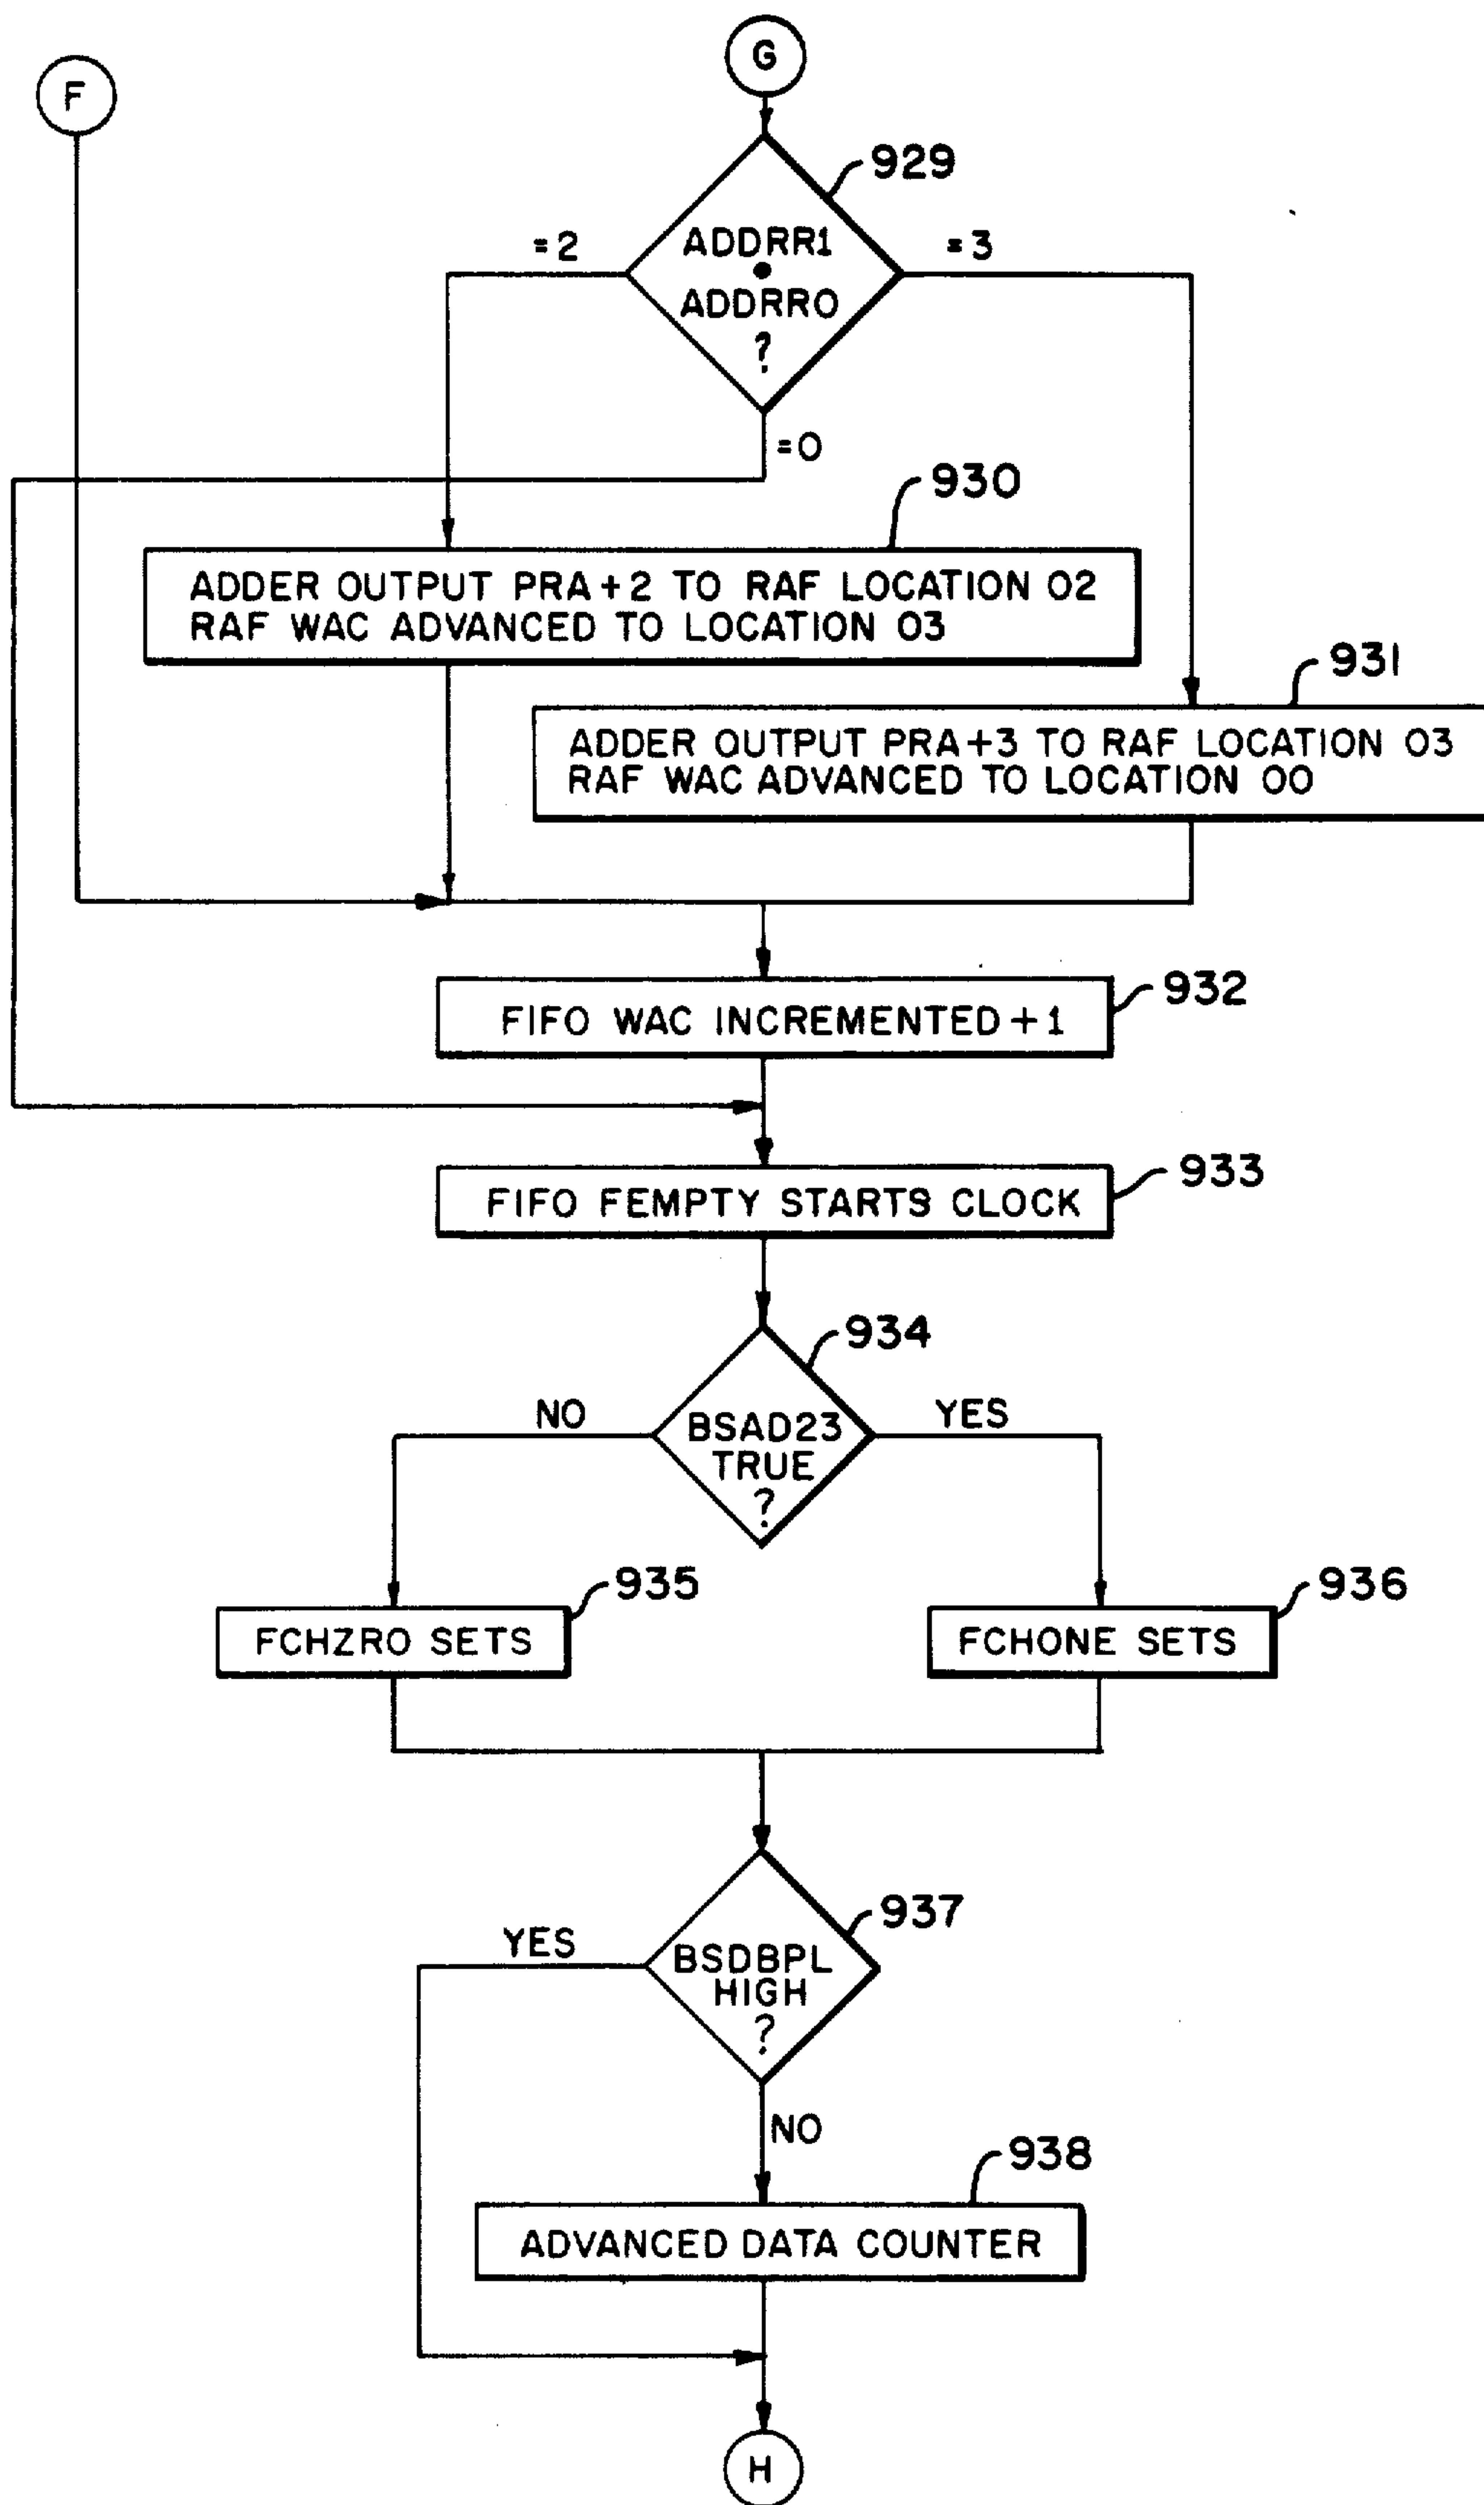 G
F
929
=2
ADDRR1
•
ADDRR0
?
=3
=0
930
ADDER OUTPUT PRA+2 TO RAF LOCATION 02
RAF WAC ADVANCED TO LOCATION 03
931
ADDER OUTPUT PRA+3 TO RAF LOCATION 03
RAF WAC ADVANCED TO LOCATION 00
932
FIFO WAC INCREMENTED +1
933
FIFO FEMPTY STARTS CLOCK
934
NO
BSAD23
TRUE
?
YES
935
FCHZRO SETS
936
FCHONE SETS
937
YES
BSDBPL
HIGH
?
NO
938
ADVANCED DATA COUNTER
H